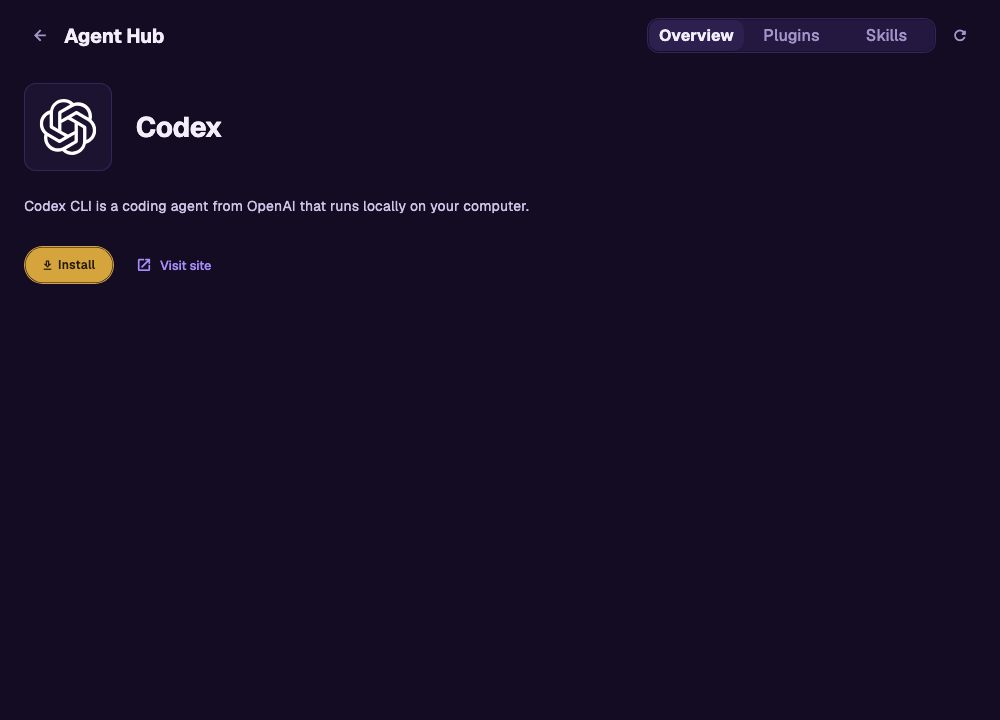 Agent Hub
Overview
Plugins
Skills
Codex
Codex CLI is a coding agent from OpenAI that runs locally on your computer.
Install
Visit site